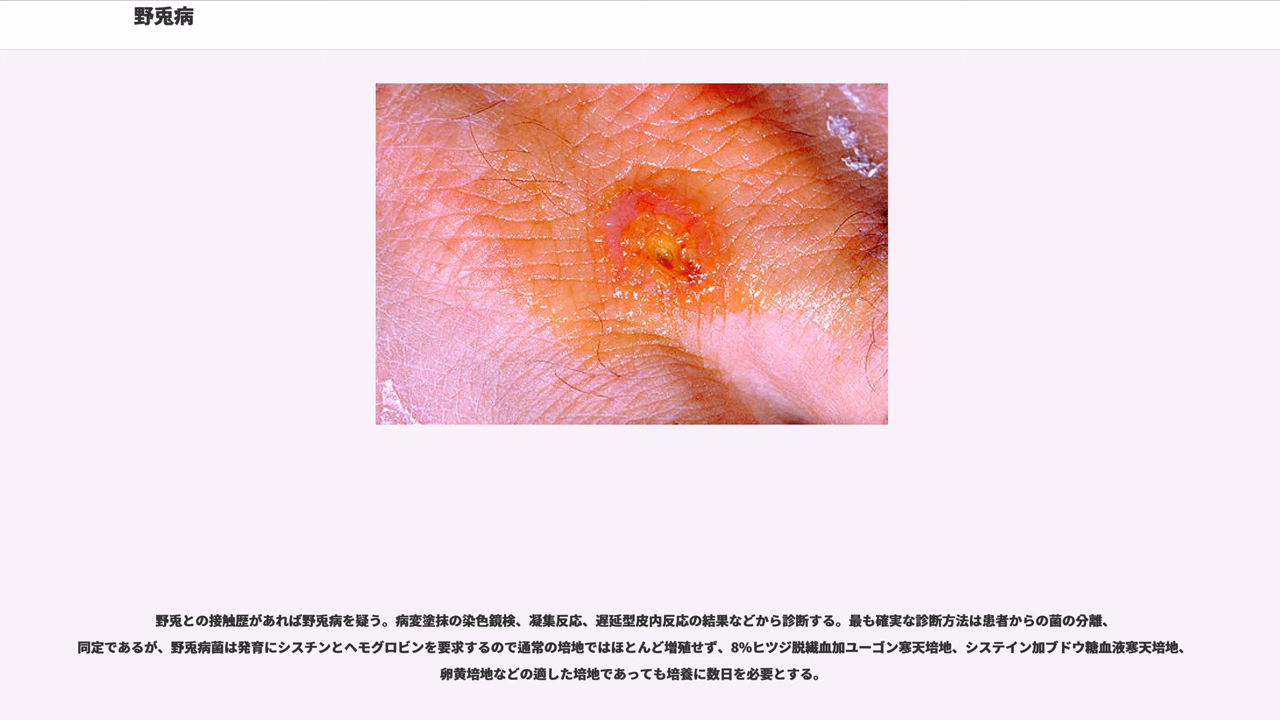 野兎病
野兎との接触歴があれば野兎病を疑う。病変塗抹の染色鏡検、凝集反応、遅延型皮内反応の結果などから診断する。最も確実な診断方法は患者からの菌の分離、
同定であるが、野兎病菌は発育にシスチンとヘモグロビンを要求するので通常の培地ではほとんど増殖せず、8%ヒツジ脱繊血加ユーゴン寒天培地、システイン加ブドウ糖血液寒天培地、
卵黄培地などの適した培地であっても培養に数日を必要とする。